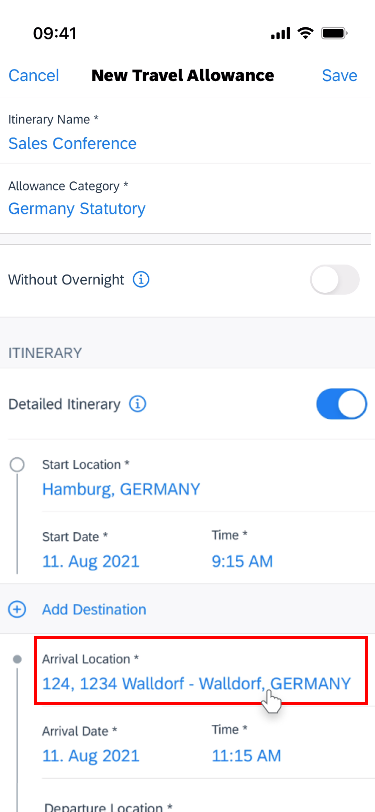 09:41
Cancel New Travel Allowance Save
Itinerary Name *
Sales Conference
Allowance Category *
Germany Statutory
Without Overnight
ITINERARY
Detailed Itinerary
Start Location *
Hamburg, GERMANY
Start Date * Time *
11. Aug 2021 9:15 AM
Add Destination
Arrival Location *
124, 1234 Walldorf - Walldorf, GERMANY
Arrival Date * Time *
11. Aug 2021 11:15 AM
Departure Location *